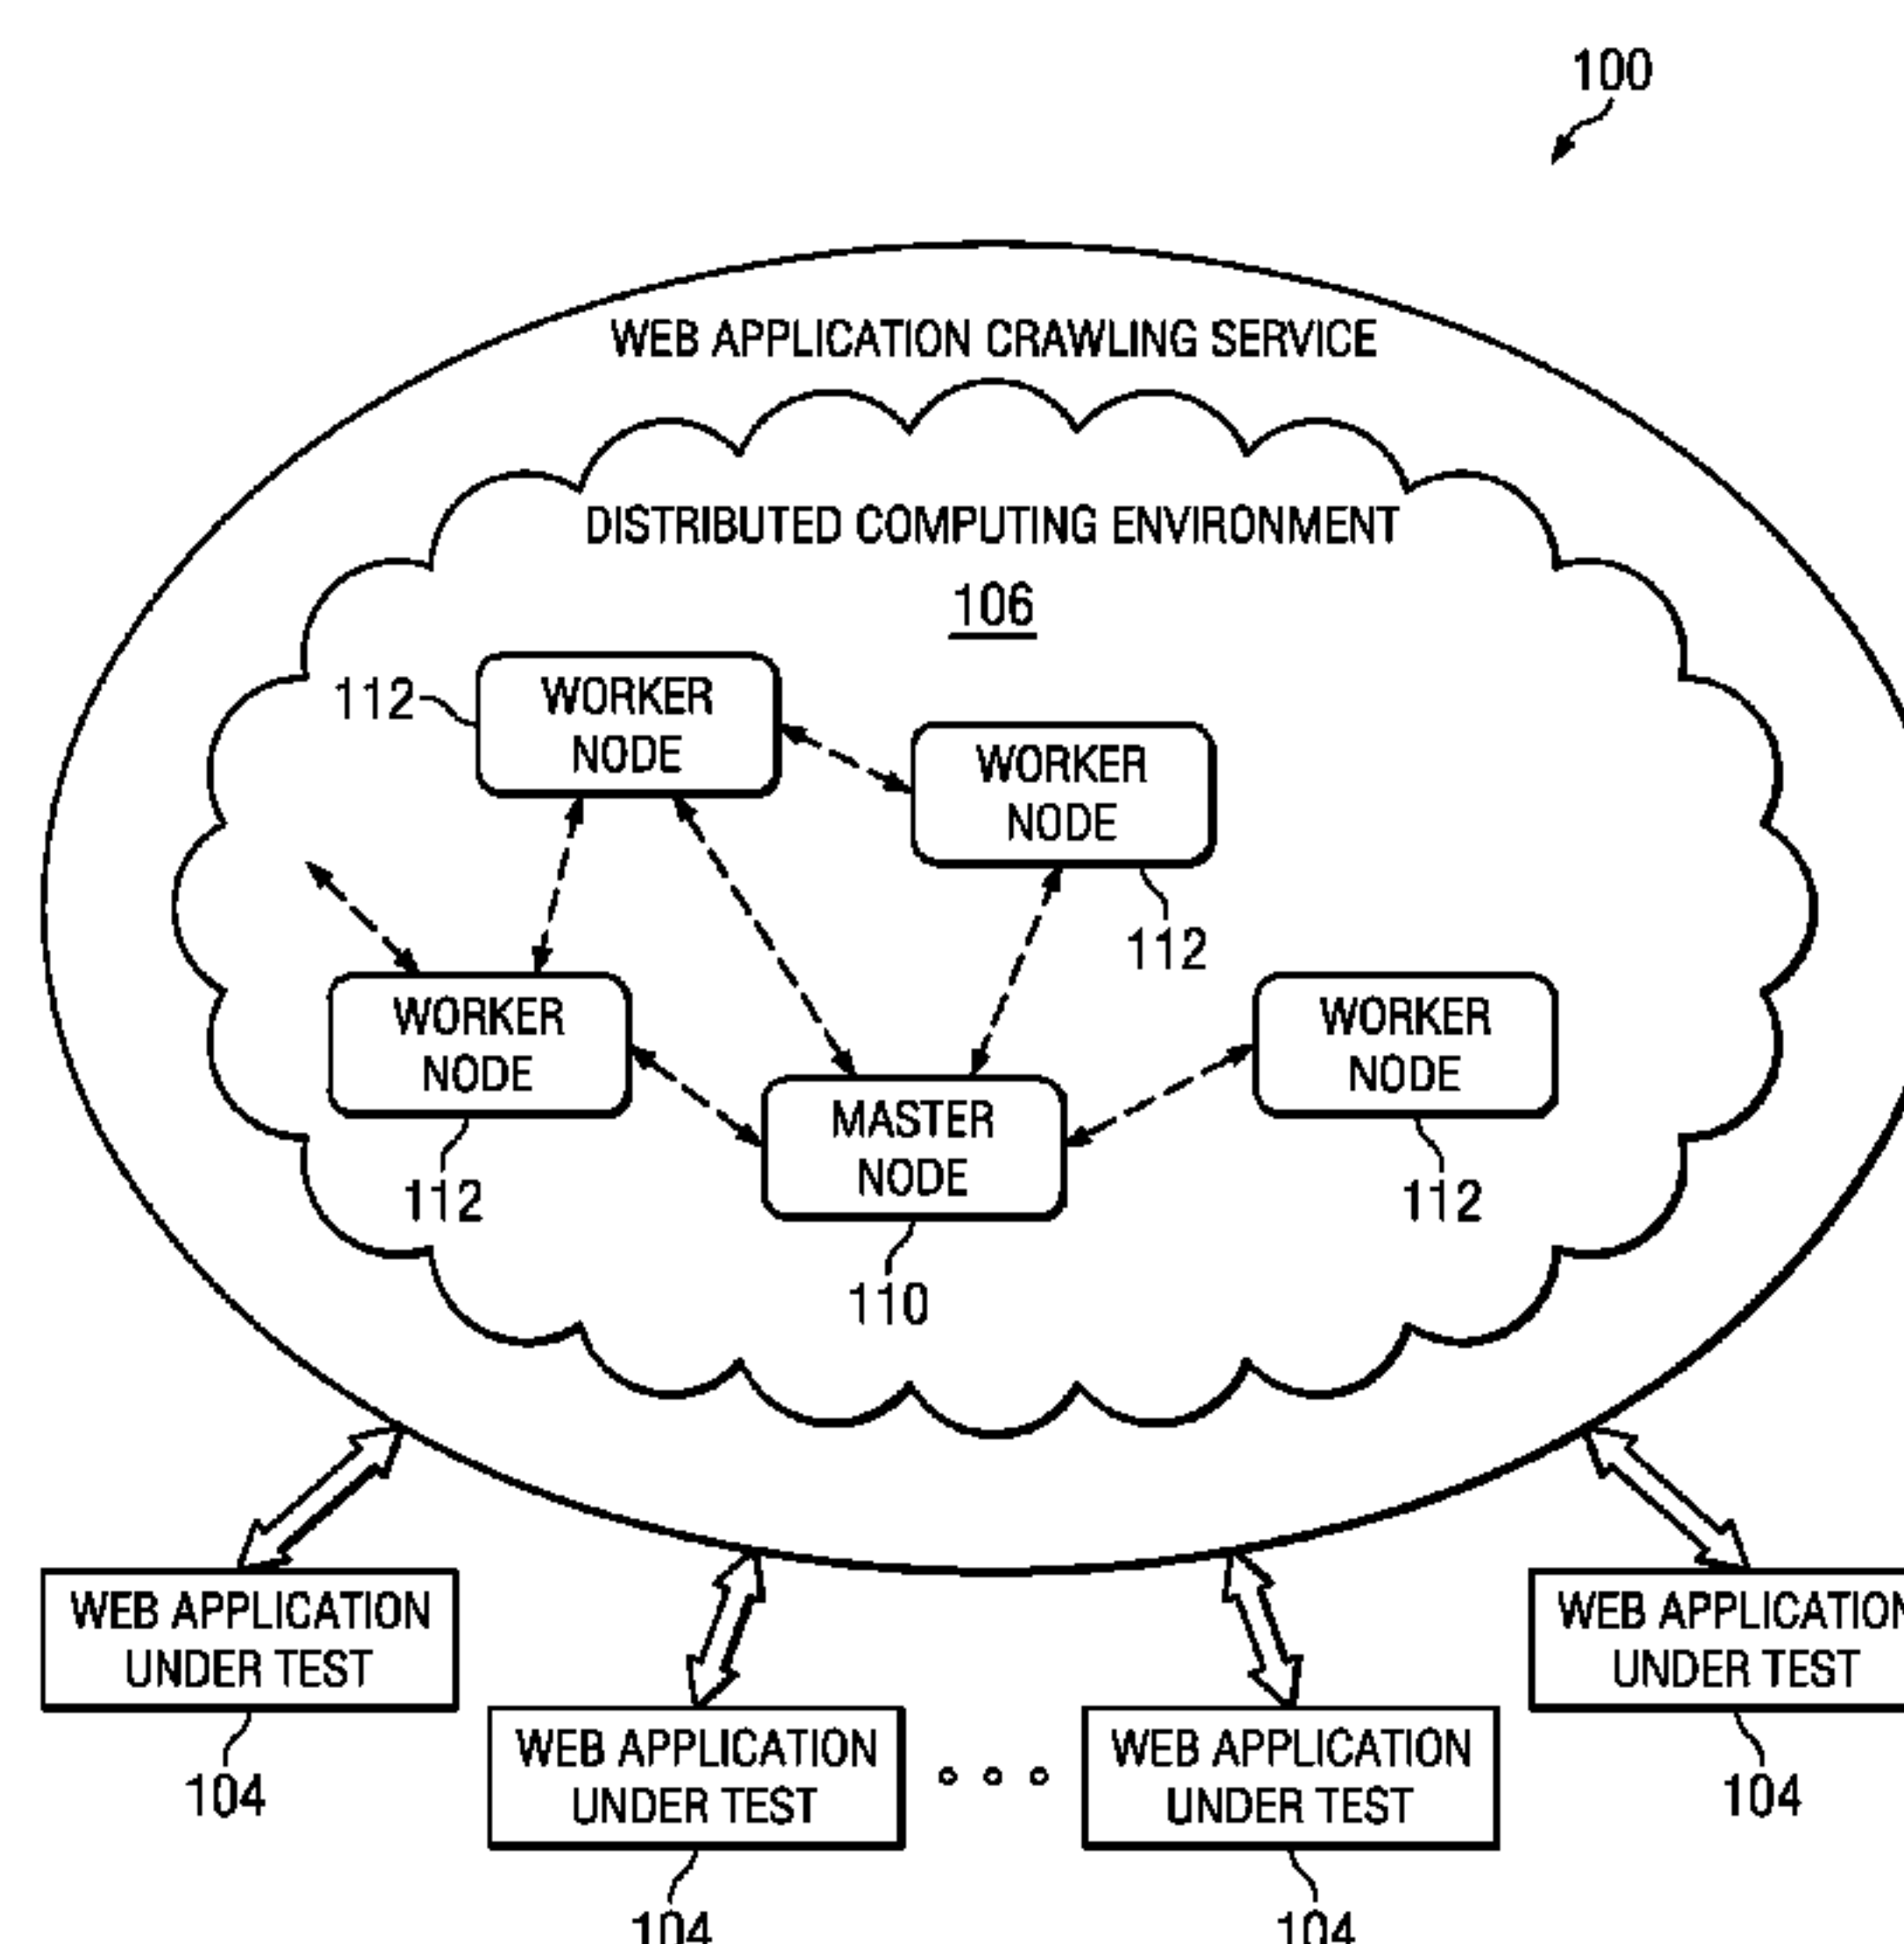 100
WEB APPLICATION CRAWLING SERVICE
DISTRIBUTED COMPUTING ENVIRONMENT
106
112
WORKER
NODE
WORKER
NODE
112
WORKER
NODE
112
MASTER
NODE
110
WORKER
NODE
112
WEB APPLICATION
UNDER TEST
104
WEB APPLICATION
UNDER TEST
104
WEB APPLICATION
UNDER TEST
104
WEB APPLICATION
UNDER TEST
104